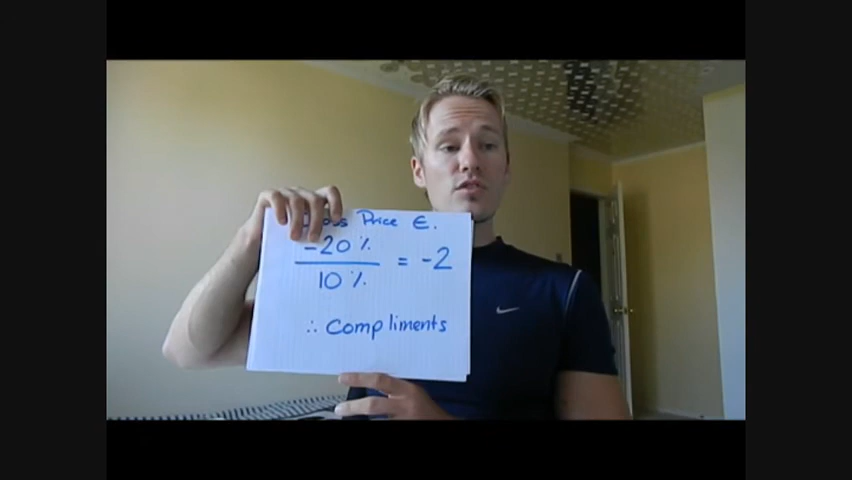 Price E.
-20%
10% = -2
∴ Compliments